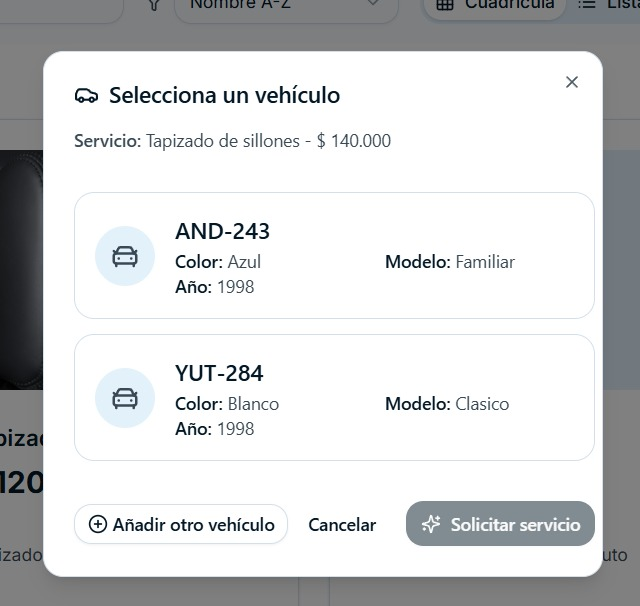 Nombre A-Z
Cuadrícula
Lista
Selecciona un vehículo
Servicio: Tapizado de sillones - $ 140.000
AND-243
Color: Azul
Modelo: Familiar
Año: 1998
YUT-284
Color: Blanco
Modelo: Clasico
Año: 1998
Añadir otro vehículo
Cancelar
Solicitar servicio